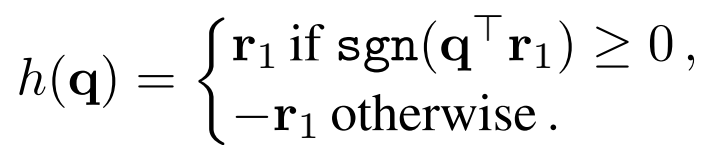 h(q) = { r₁ if sgn(q⊤r₁) ≥ 0 ,
−r₁ otherwise .